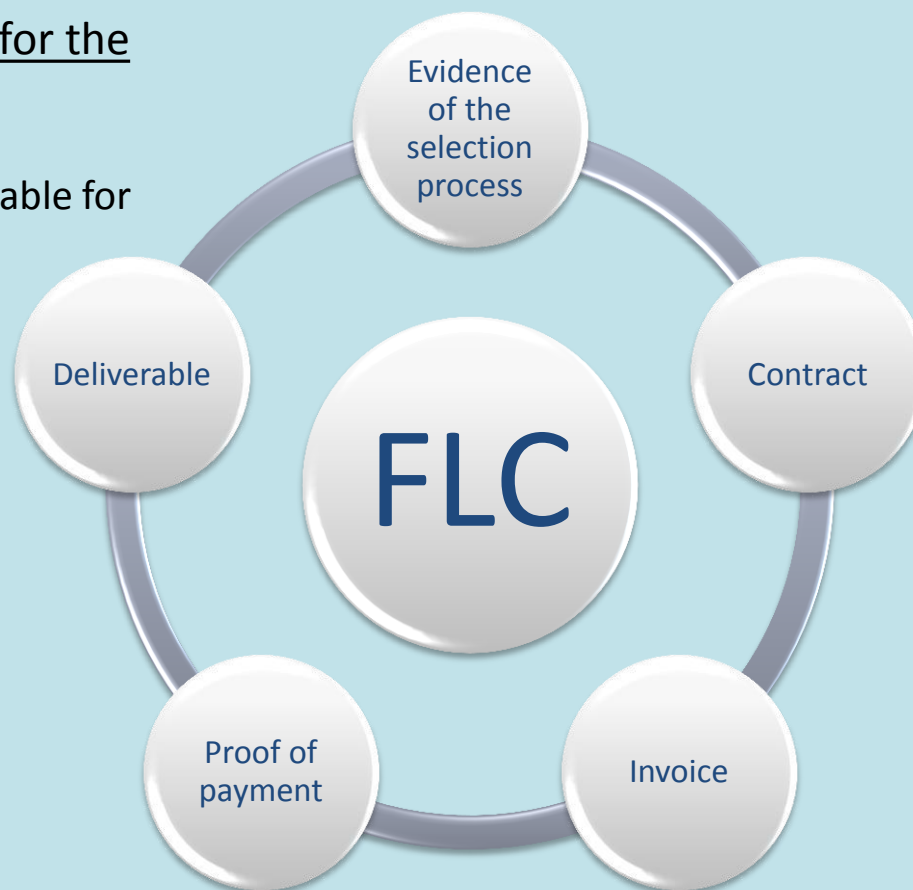 for the
able for
Evidence
of the
selection
process
Deliverable
Contract
FLC
Proof of
payment
Invoice